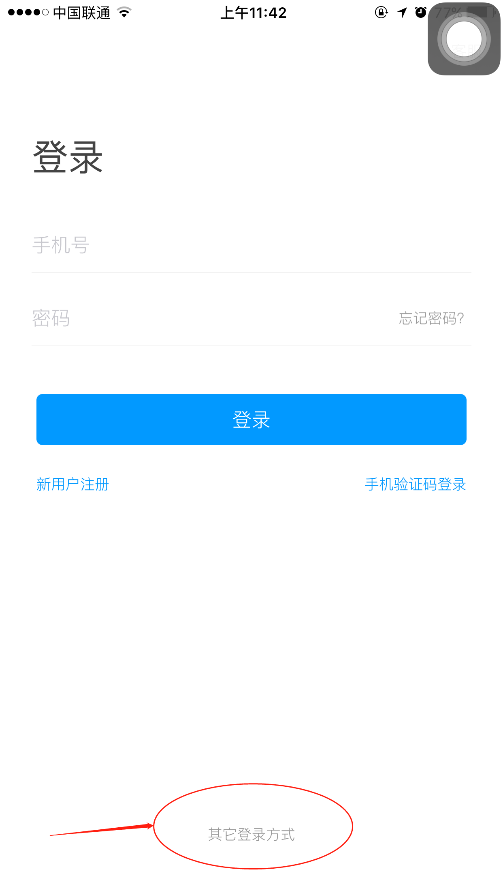 中国联通 上午11:42 77%
登录
手机号
密码 忘记密码?
登录
新用户注册 手机验证码登录
其它登录方式